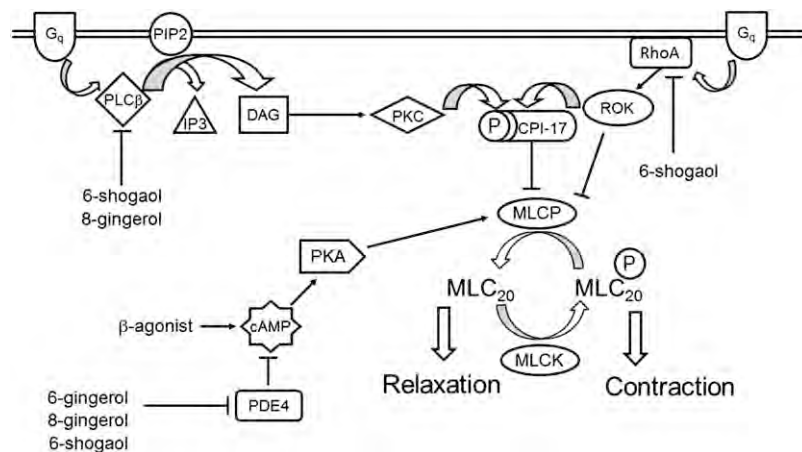 Gq
PIP2
Gq
RhoA
PLCβ
IP3
DAG
PKC
P
CPI-17
ROK
6-shogaol
8-gingerol
6-shogaol
MLCP
PKA
P
MLC20
MLC20
β-agonist
cAMP
MLCK
Relaxation
Contraction
6-gingerol
8-gingerol
6-shogaol
PDE4